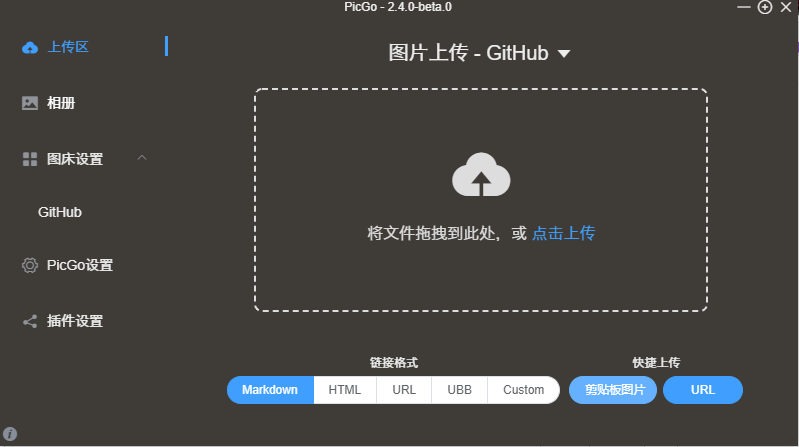 PicGo - 2.4.0-beta.0
上传区
相册
图床设置
GitHub
PicGo设置
插件设置
图片上传 - GitHub
将文件拖拽到此处，或 点击上传
链接格式
Markdown HTML URL UBB Custom
快捷上传
剪贴板图片 URL